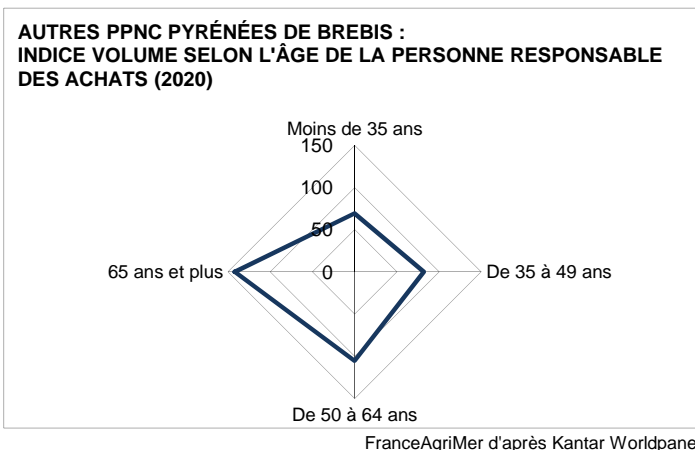 AUTRES PPNC PYRÉNÉES DE BREBIS :
INDICE VOLUME SELON L'ÂGE DE LA PERSONNE RESPONSABLE
DES ACHATS (2020)
Moins de 35 ans
150
100
50
65 ans et plus
0
De 35 à 49 ans
De 50 à 64 ans
FranceAgriMer d'après Kantar Worldpane